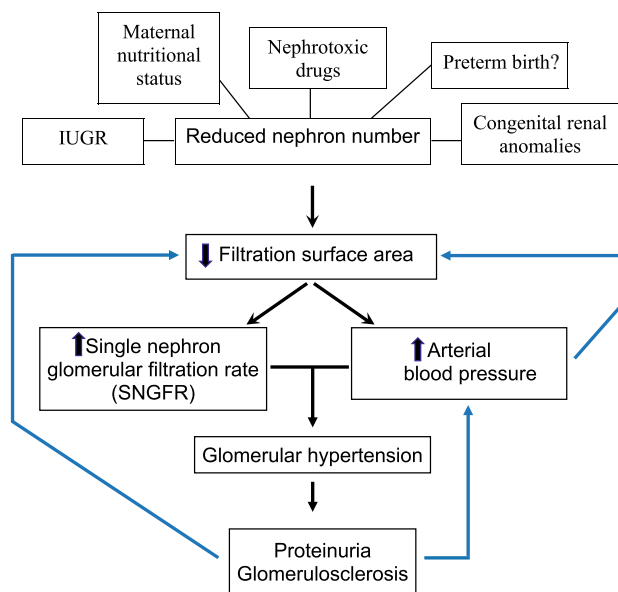 Maternal
nutritional
status
Nephrotoxic
drugs
Preterm birth?
IUGR
Reduced nephron number
Congenital renal
anomalies
Filtration surface area
Single nephron
glomerular filtration rate
(SNGFR)
Arterial
blood pressure
Glomerular hypertension
Proteinuria
Glomerulosclerosis